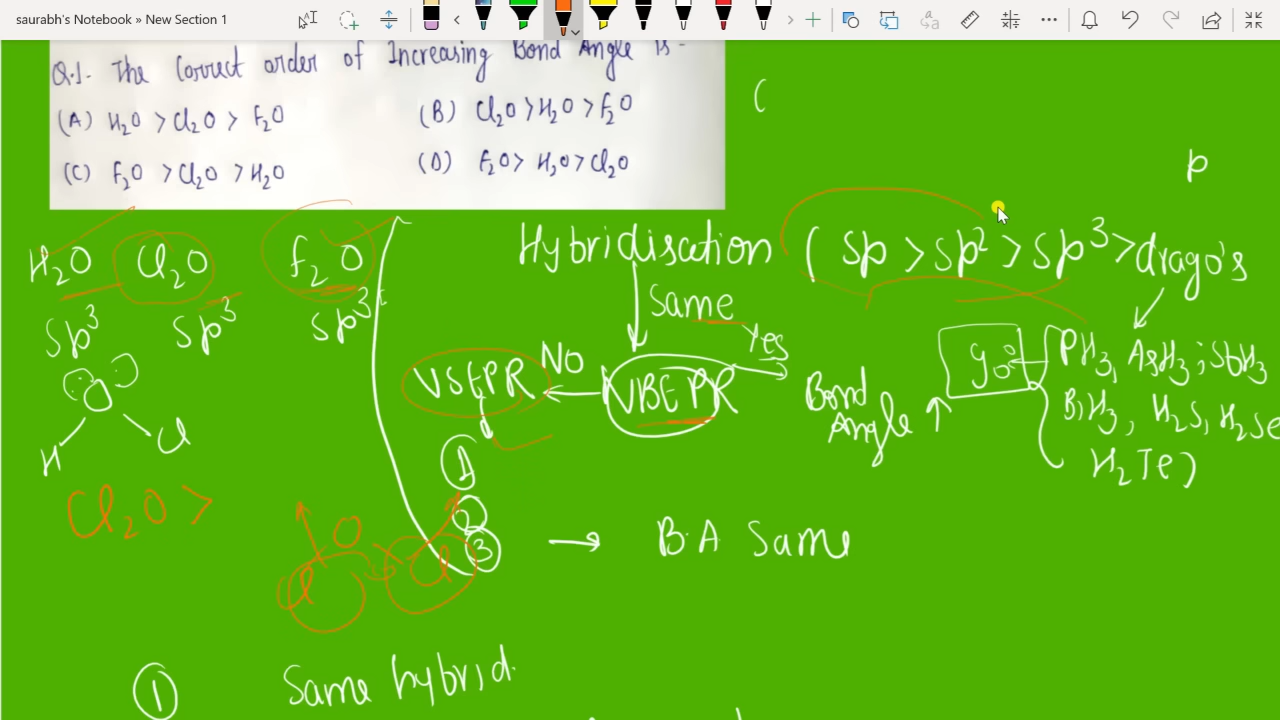 saurabh's Notebook » New Section 1
Q.1. The Correct order of Increasing Bond Angle is-
(A) H₂O > Cl₂O > F₂O
(B) Cl₂O > H₂O > F₂O
(C) F₂O > Cl₂O > H₂O
(D) F₂O > H₂O > Cl₂O
(
p
H₂O Cl₂O F₂O
Sp³ Sp³ Sp³
O
H Cl
Cl₂O >
O
Cl Cl
Hybridisation ( Sp > Sp² > Sp³ > drago's
Same
VSEPR NO VBEPR Yes
Bond Angle ↑
90° PH₃, AsH₃; SbH₃
BiH₃, H₂S, H₂Se
H₂Te)
1
2
3 → B.A Same
1 Same hybrid.